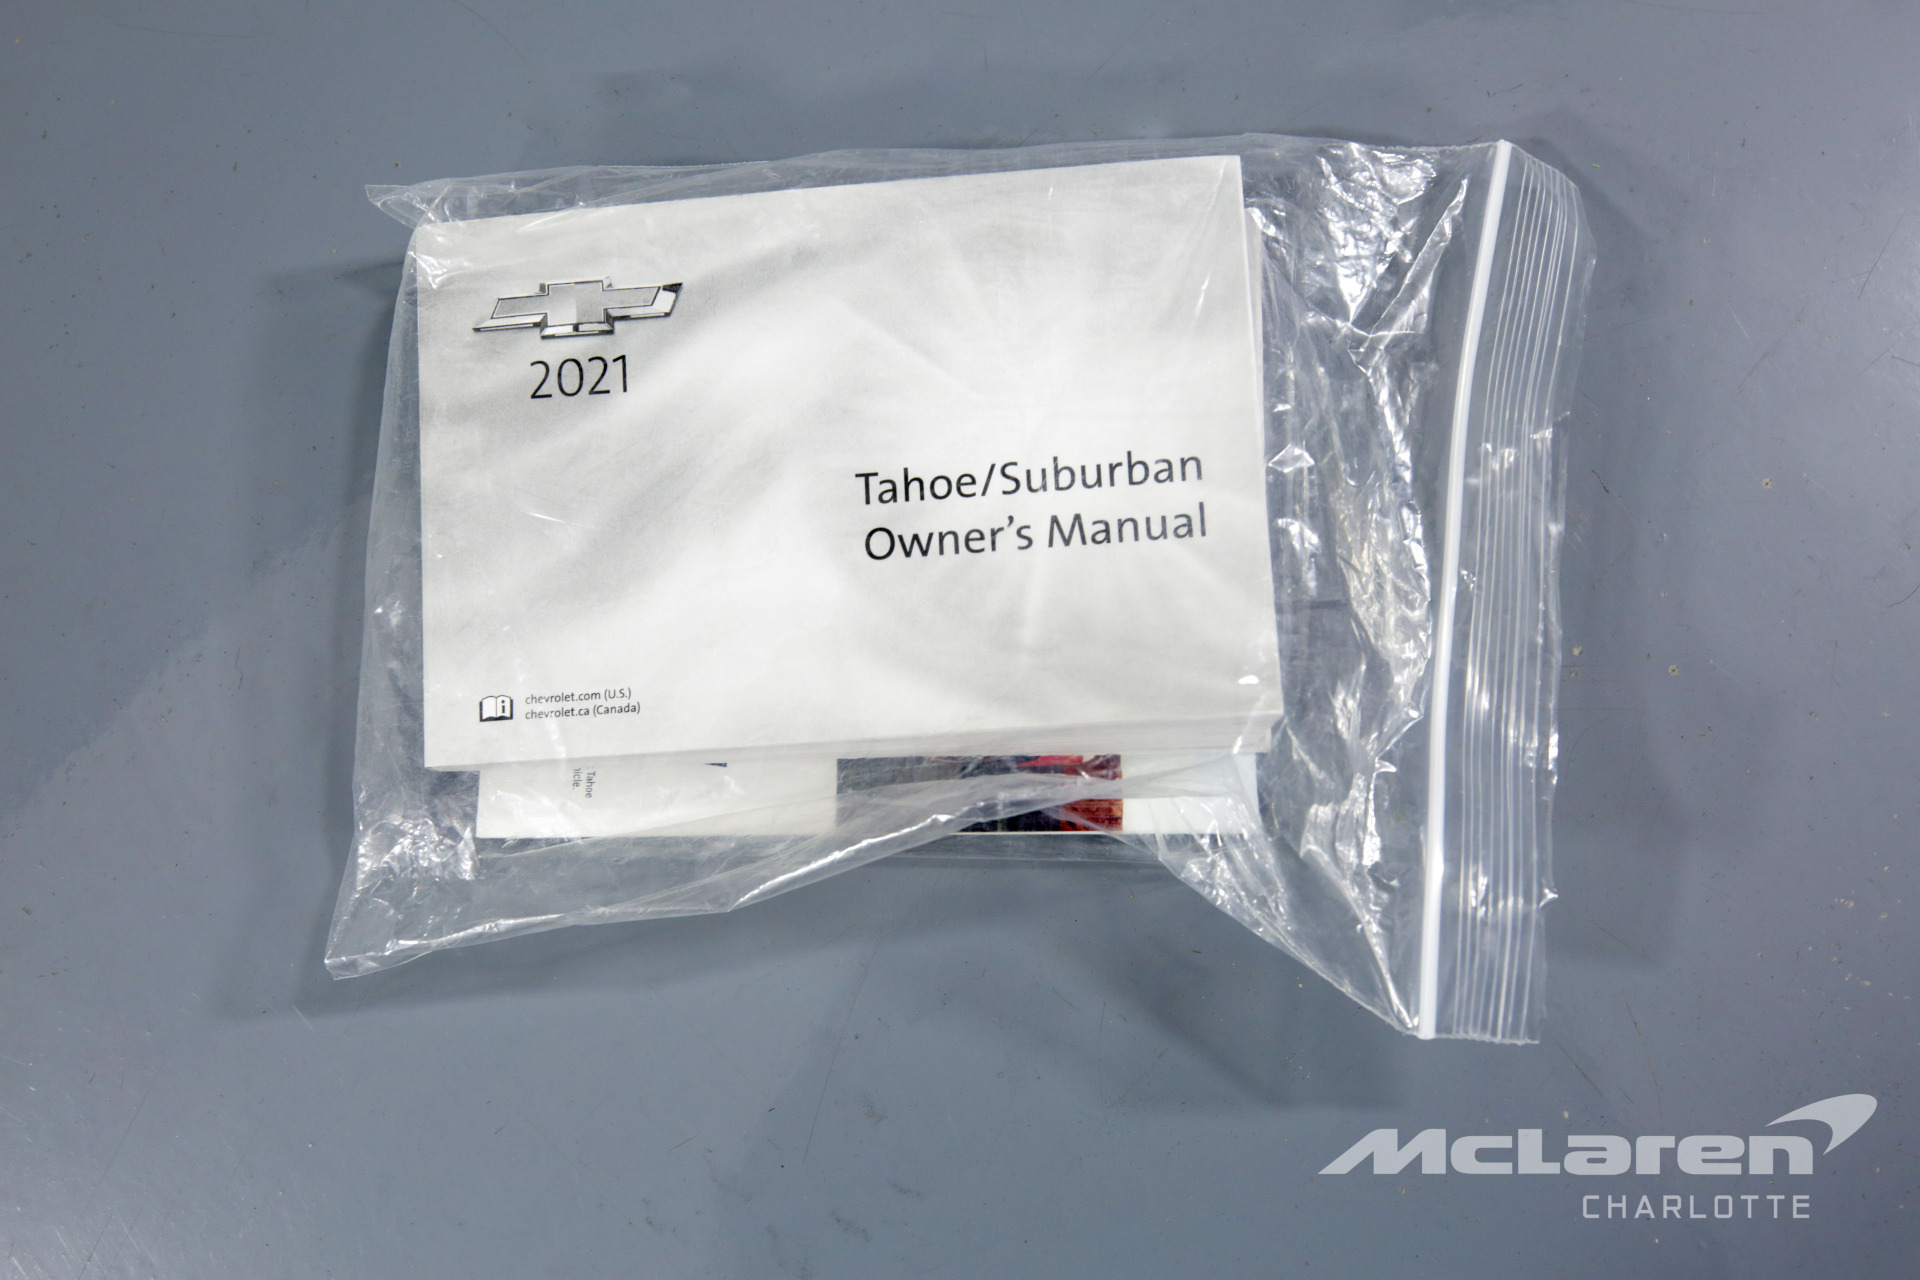 2021
Tahoe/Suburban
Owner's Manual
chevrolet.com (U.S.)
chevrolet.ca (Canada)
: Tahoe
McLaren
CHARLOTTE